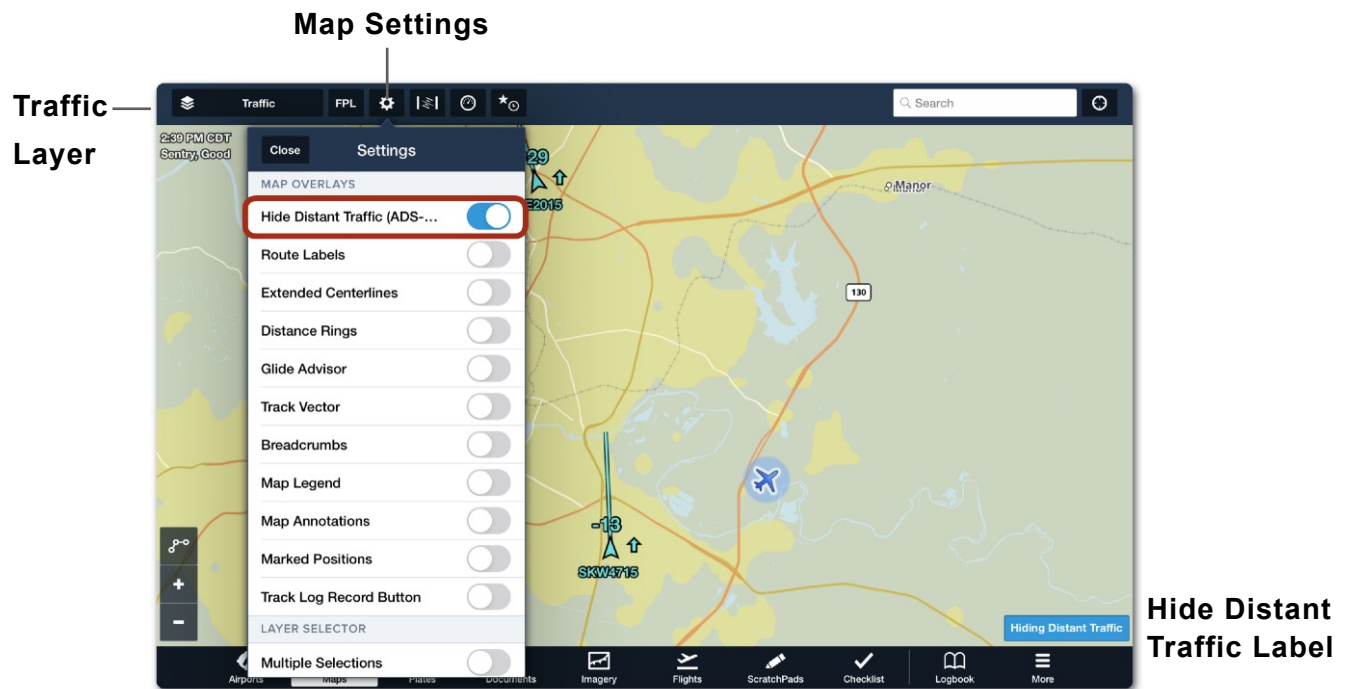 Map Settings
Traffic
Layer
Traffic
FPL
Search
2:39 PM CDT
Sentry, Good
Close
Settings
MAP OVERLAYS
Hide Distant Traffic (ADS-...
Route Labels
Extended Centerlines
Distance Rings
Glide Advisor
Track Vector
Breadcrumbs
Map Legend
Map Annotations
Marked Positions
Track Log Record Button
LAYER SELECTOR
Multiple Selections
29
E2015
Manor
130
-13
SKW4715
Hiding Distant Traffic
Hide Distant
Traffic Label
Airports
Maps
Plates
Documents
Imagery
Flights
ScratchPads
Checklist
Logbook
More